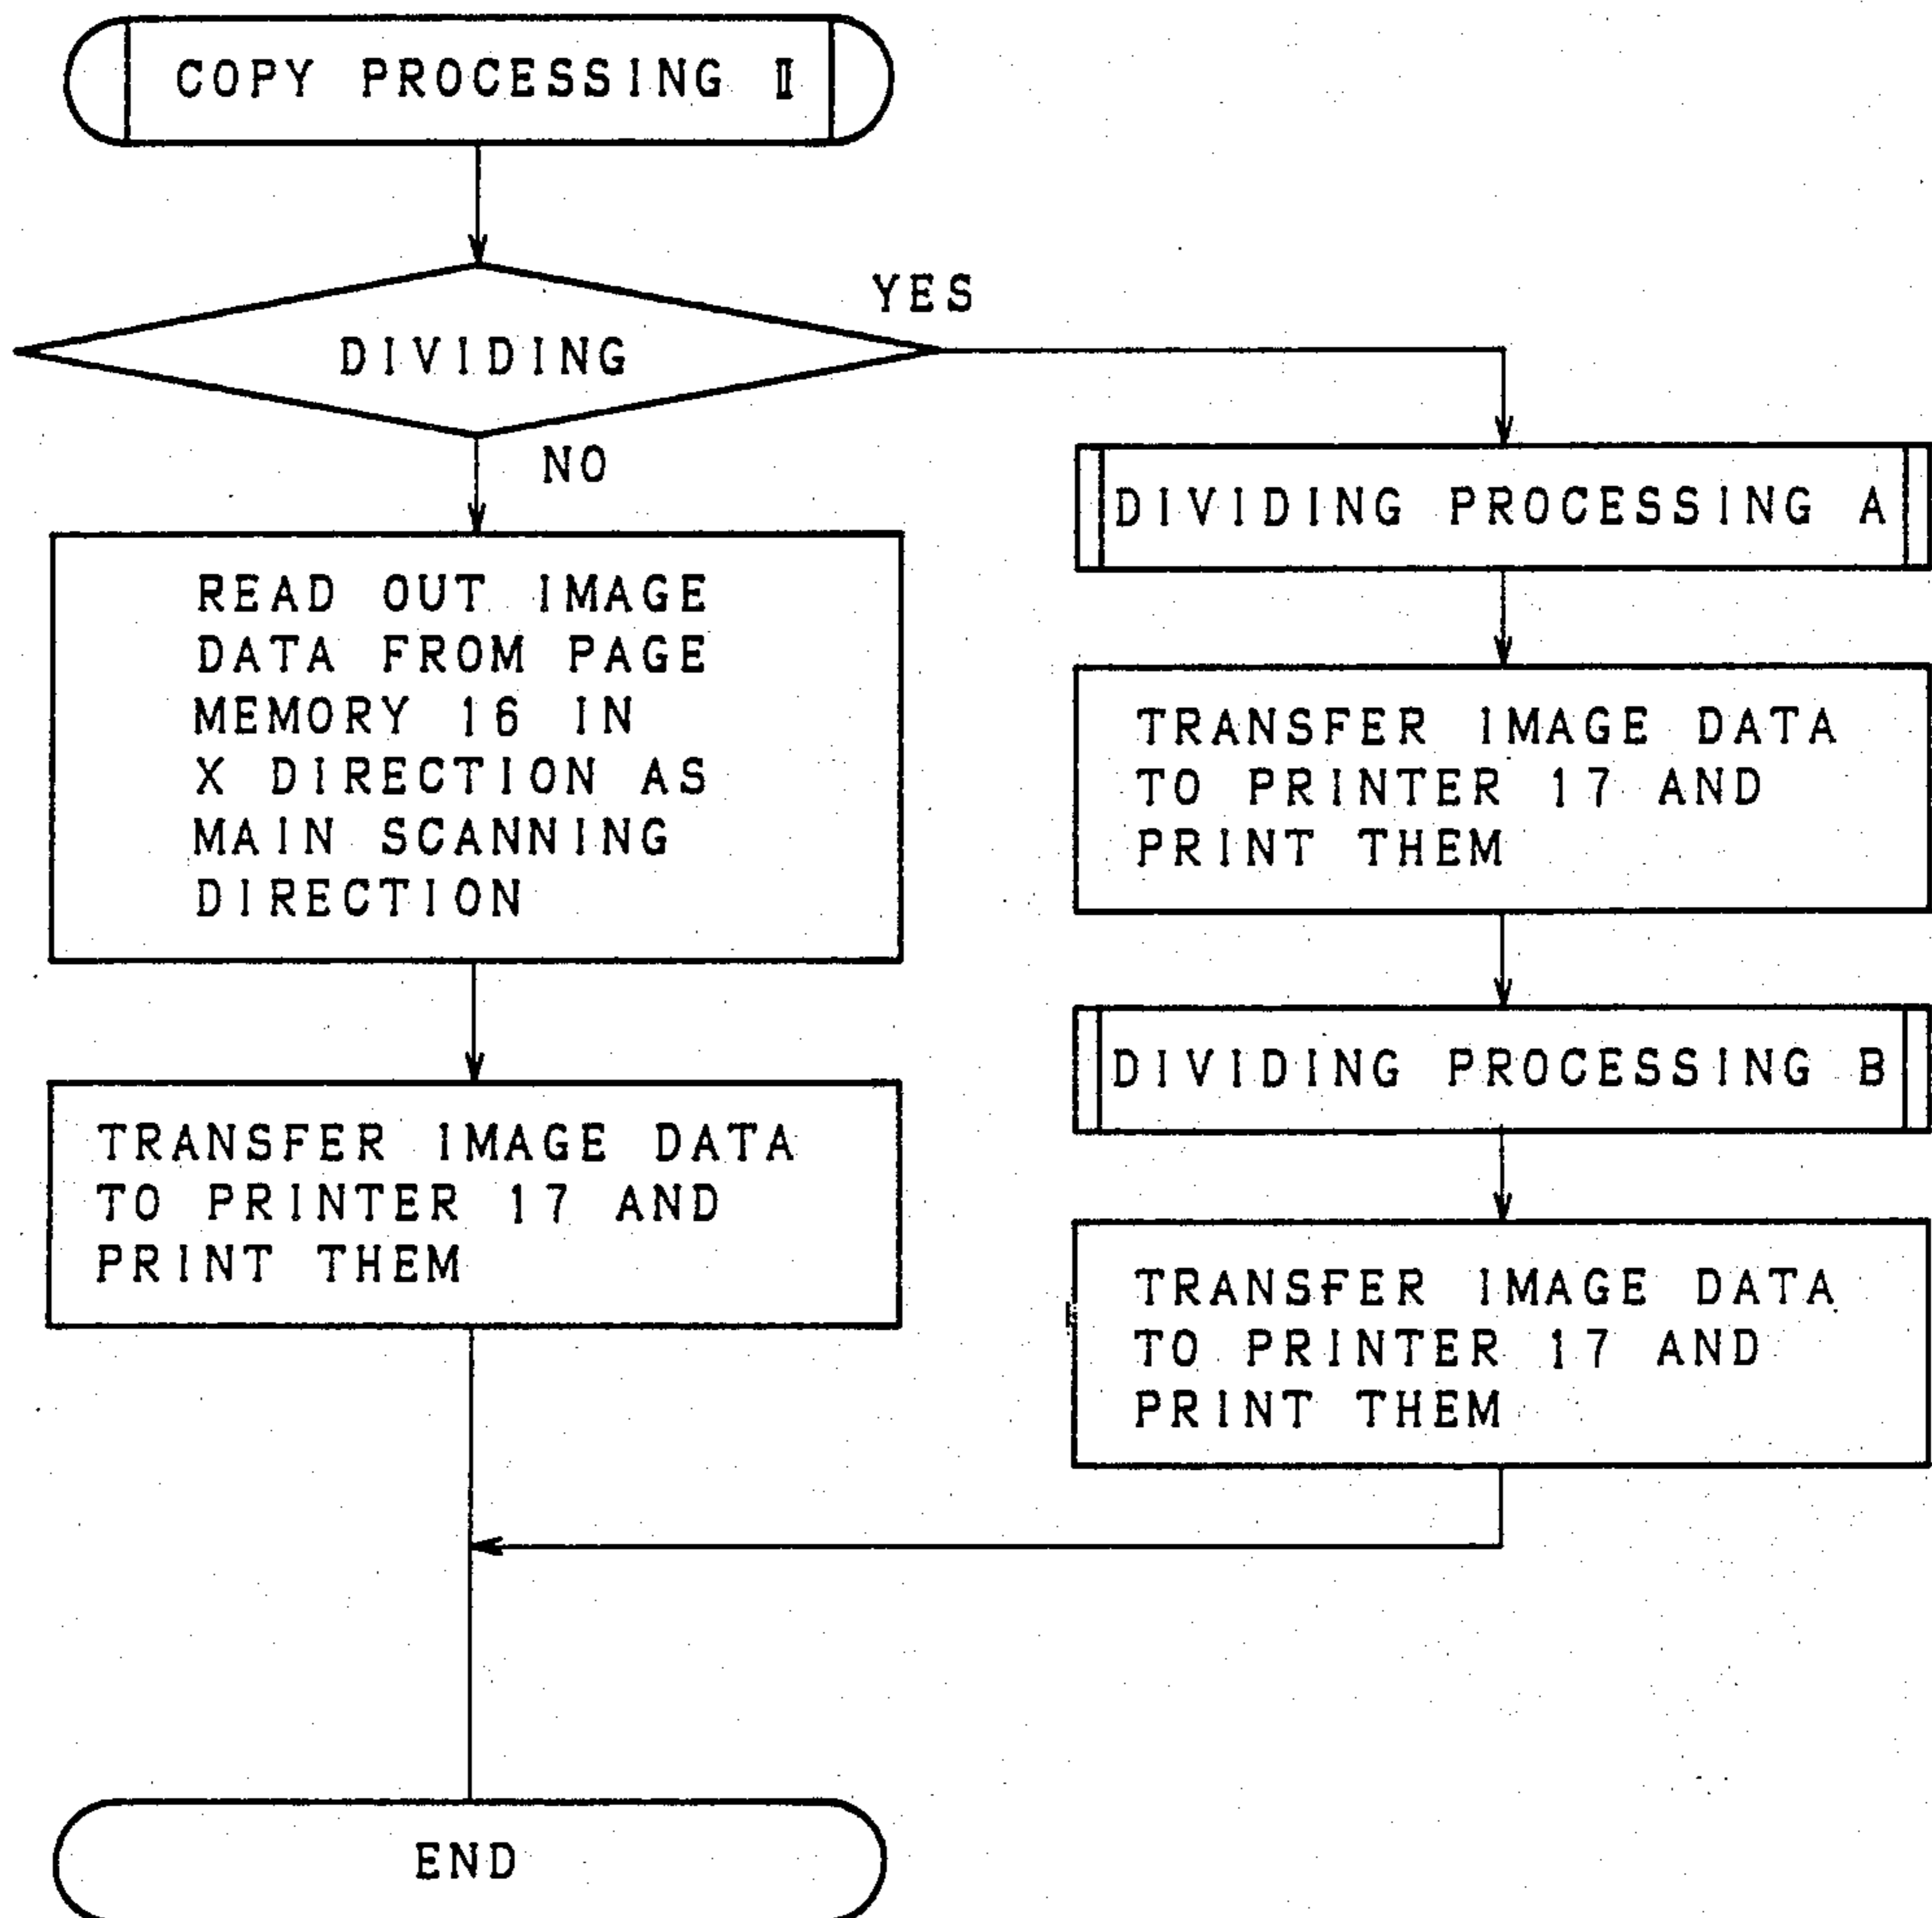 COPY PROCESSING Ⅱ
DIVIDING
YES
NO
READ OUT IMAGE
DATA FROM PAGE
MEMORY 16 IN
X DIRECTION AS
MAIN SCANNING
DIRECTION
TRANSFER IMAGE DATA
TO PRINTER 17 AND
PRINT THEM
DIVIDING PROCESSING A
TRANSFER IMAGE DATA
TO PRINTER 17 AND
PRINT THEM
DIVIDING PROCESSING B
TRANSFER IMAGE DATA
TO PRINTER 17 AND
PRINT THEM
END